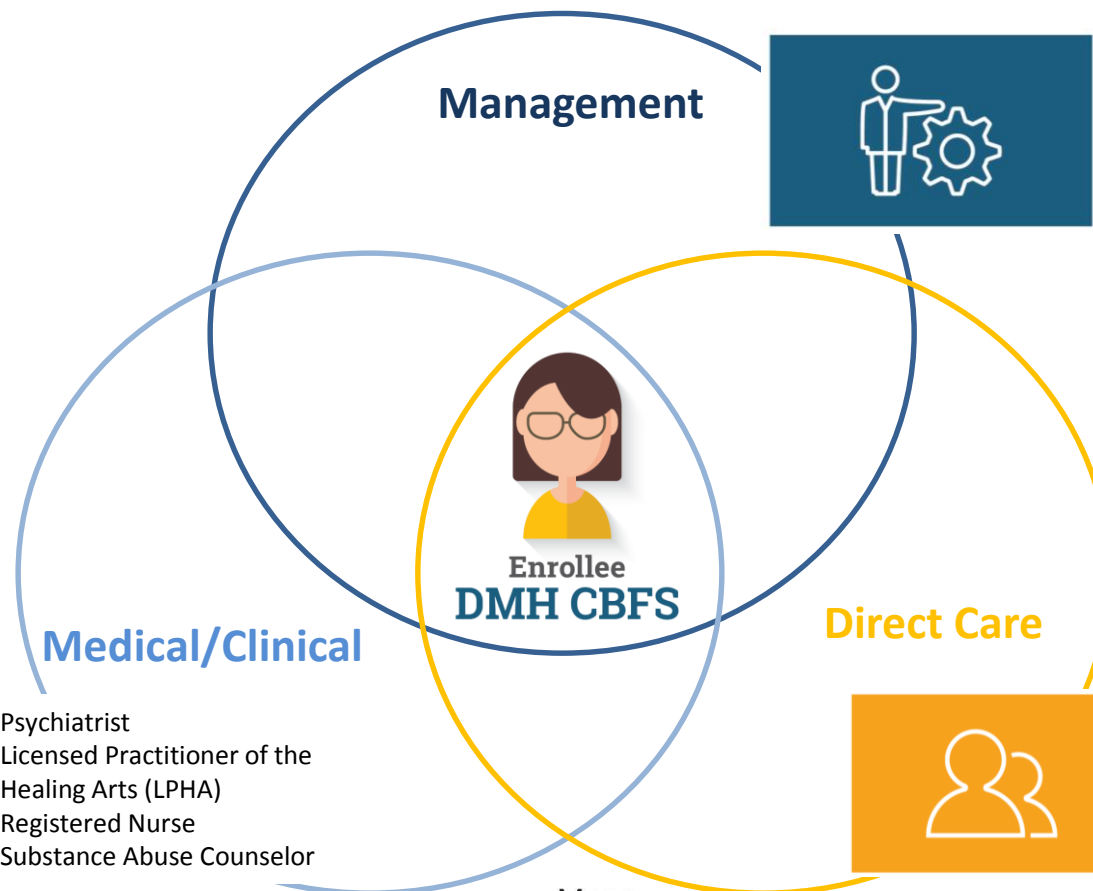 Management
Enrollee
DMH CBFS
Direct Care
Medical/Clinical
Psychiatrist
Licensed Practitioner of the
Healing Arts (LPHA)
Registered Nurse
Substance Abuse Counselor